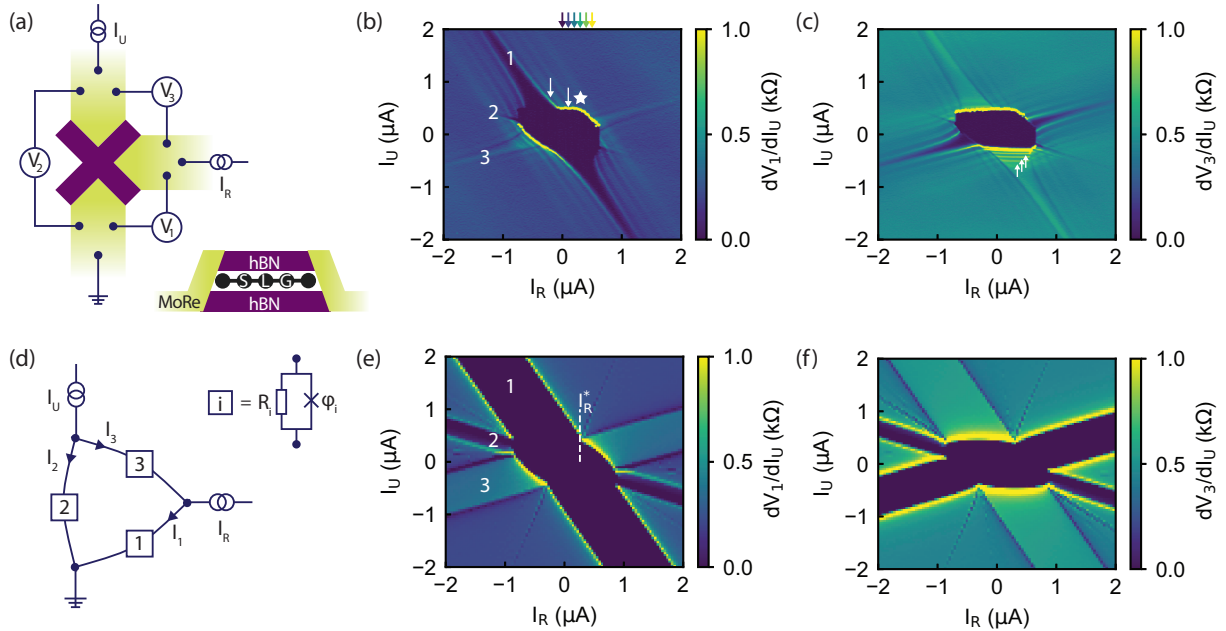 (a)
I_U
V_3
V_2
I_R
V_1
hBN
S L G
MoRe
hBN
(b)
2
1
0
−1
−2
I_U (µA)
1
2
3
−2 −1 0 1 2
I_R (µA)
1.0
0.5
0.0
dV_1/dI_U (kΩ)
(c)
2
1
0
−1
−2
I_U (µA)
−2 −1 0 1 2
I_R (µA)
1.0
0.5
0.0
dV_3/dI_U (kΩ)
(d)
I_U
I_3
I_2
3
2
1
I_1
I_R
i = R_i φ_i
(e)
2
1
0
−1
−2
I_U (µA)
1
2
3
I_R^*
−2 −1 0 1 2
I_R (µA)
1.0
0.5
0.0
dV_1/dI_U (kΩ)
(f)
2
1
0
−1
−2
I_U (µA)
−2 −1 0 1 2
I_R (µA)
1.0
0.5
0.0
dV_3/dI_U (kΩ)